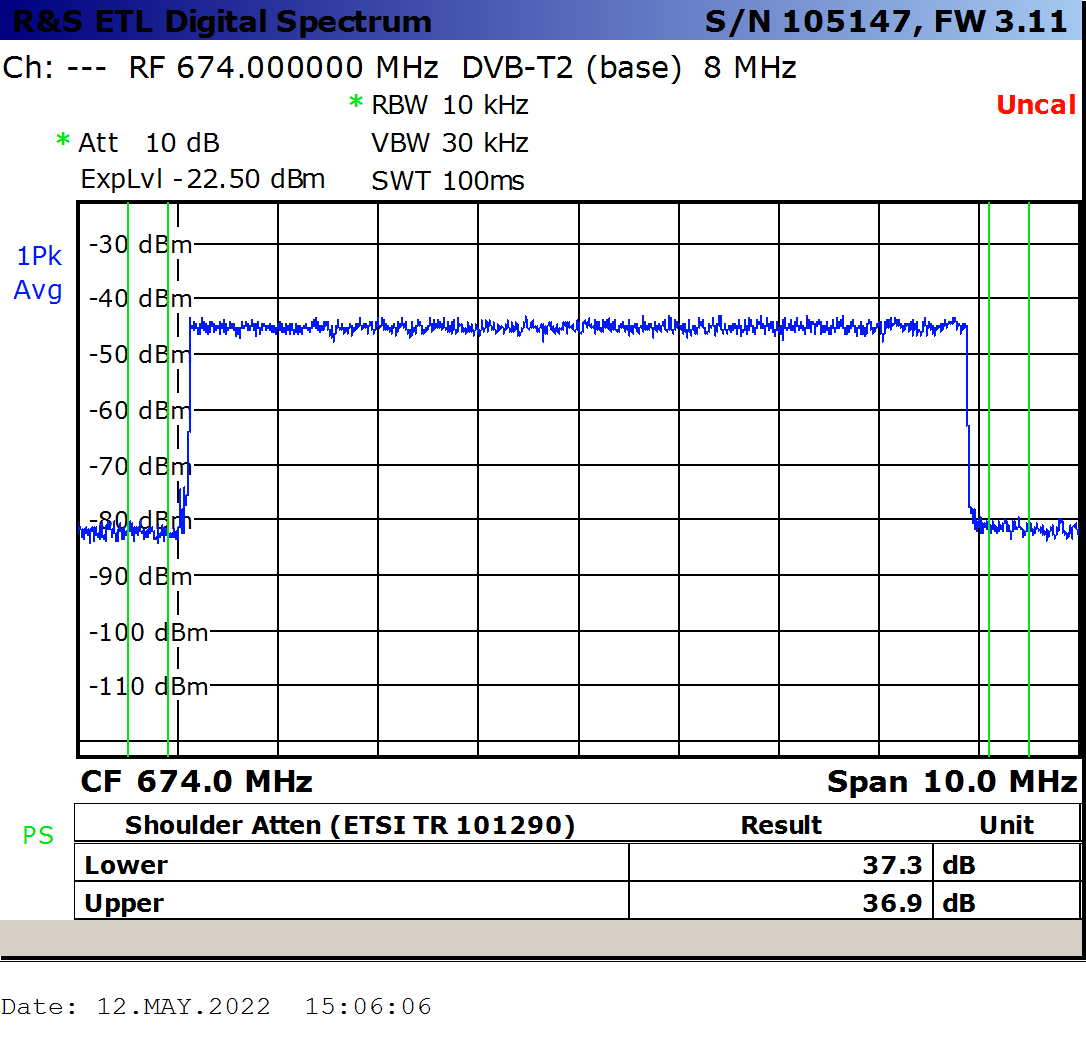 R&S ETL Digital Spectrum S/N 105147, FW 3.11
Ch: --- RF 674.000000 MHz DVB-T2 (base) 8 MHz
* RBW 10 kHz Uncal
* Att 10 dB VBW 30 kHz
ExpLvl -22.50 dBm SWT 100ms
1Pk
Avg
-30 dBm
-40 dBm
-50 dBm
-60 dBm
-70 dBm
-80 dBm
-90 dBm
-100 dBm
-110 dBm
CF 674.0 MHz Span 10.0 MHz
PS
Shoulder Atten (ETSI TR 101290) Result Unit
Lower 37.3 dB
Upper 36.9 dB
Date: 12.MAY.2022 15:06:06